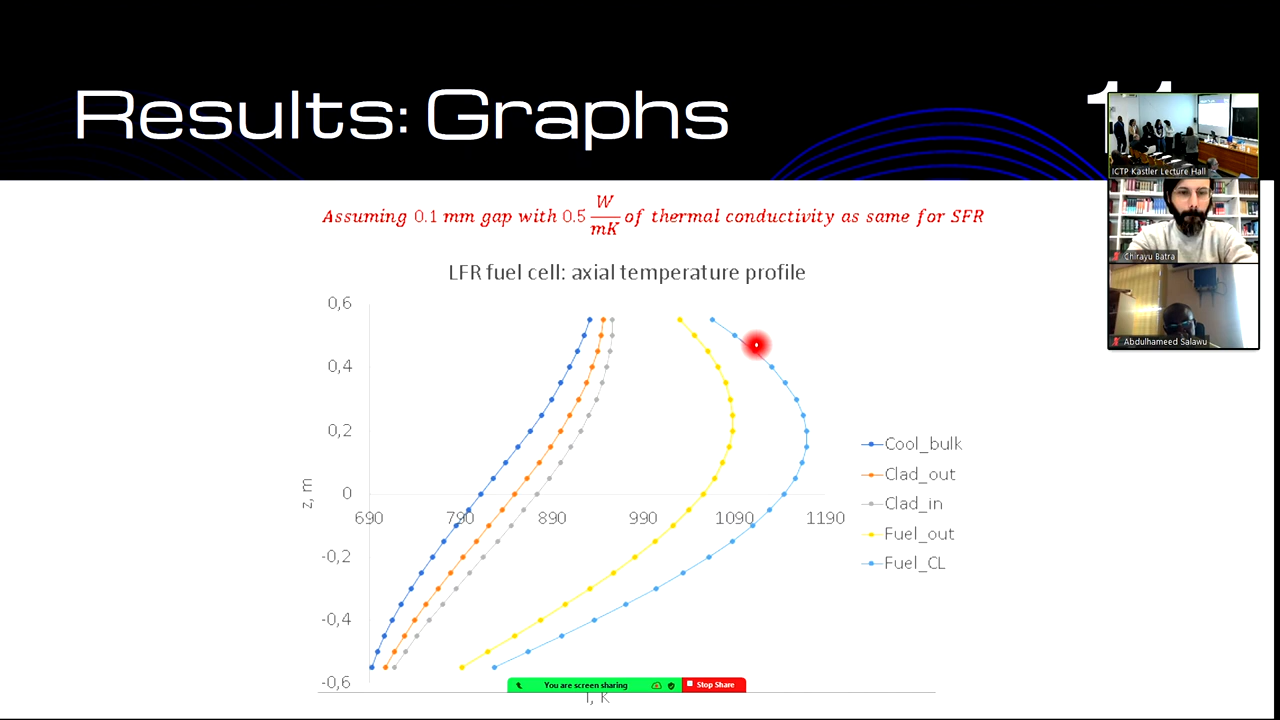 Results: Graphs
Assuming 0.1 mm gap with 0.5 W/mK of thermal conductivity as same for SFR
LFR fuel cell: axial temperature profile
0,6
0,4
0,2
0
-0,2
-0,4
-0,6
z, m
690 790 890 990 1090 1190
T, K
Cool_bulk
Clad_out
Clad_in
Fuel_out
Fuel_CL
ICTP Kastler Lecture Hall
Chirayu Batra
Abdulhameed Salawu
You are screen sharing
Stop Share